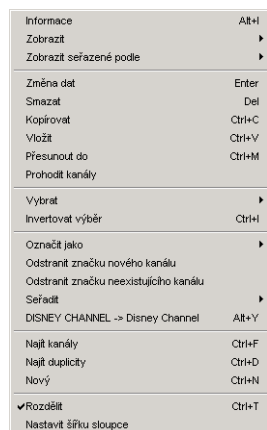 Informace Alt+I
Zobrazit
Zobrazit seřazené podle
Změna dat Enter
Smazat Del
Kopírovat Ctrl+C
Vložit Ctrl+V
Přesunout do Ctrl+M
Prohodit kanály
Vybrat
Invertovat výběr Ctrl+I
Označit jako
Odstranit značku nového kanálu
Odstranit značku neexistujícího kanálu
Seřadit
DISNEY CHANNEL -> Disney Channel Alt+Y
Najít kanály Ctrl+F
Najít duplicity Ctrl+D
Nový Ctrl+N
Rozdělit Ctrl+T
Nastavit šířku sloupce